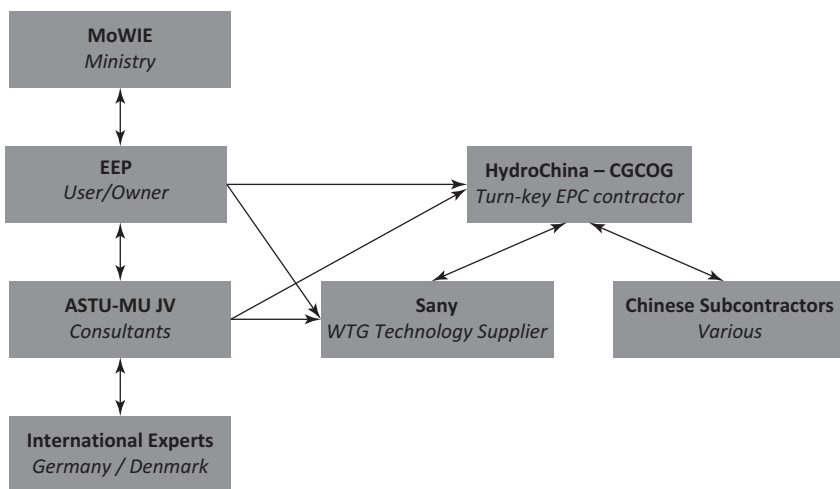 MoWIE
Ministry
EEP
User/Owner
HydroChina – CGCOG
Turn-key EPC contractor
ASTU-MU JV
Consultants
Sany
WTG Technology Supplier
Chinese Subcontractors
Various
International Experts
Germany / Denmark